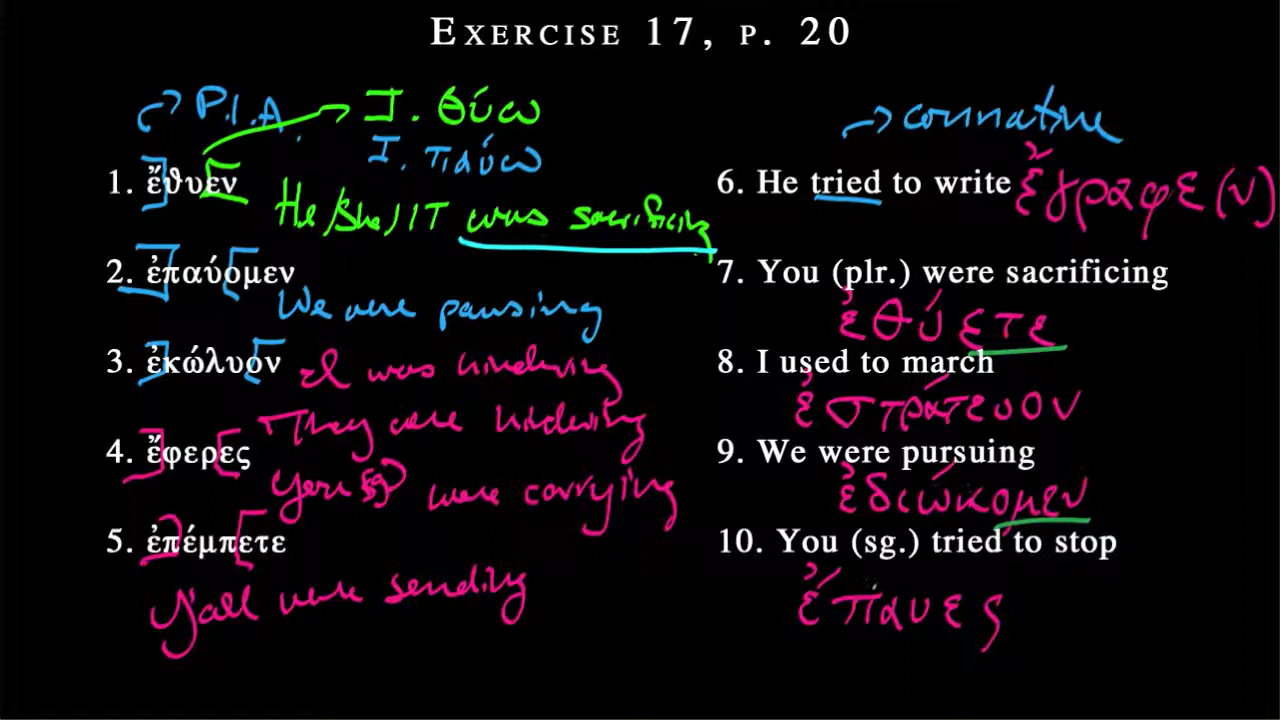 EXERCISE 17, P. 20
P.I.A.
I. θύω
I. παύω
1. ἔθυεν
He/She/IT was sacrificing
2. ἐπαύομεν
We were pausing
3. ἐκώλυον
I was hindering
They were hindering
4. ἔφερες
You (sg) were carrying
5. ἐπέμπετε
Y'all were sending
conative
6. He tried to write
ἔγραφε(ν)
7. You (plr.) were sacrificing
ἐθύετε
8. I used to march
ἐστράτευον
9. We were pursuing
ἐδιώκομεν
10. You (sg.) tried to stop
ἔπαυες